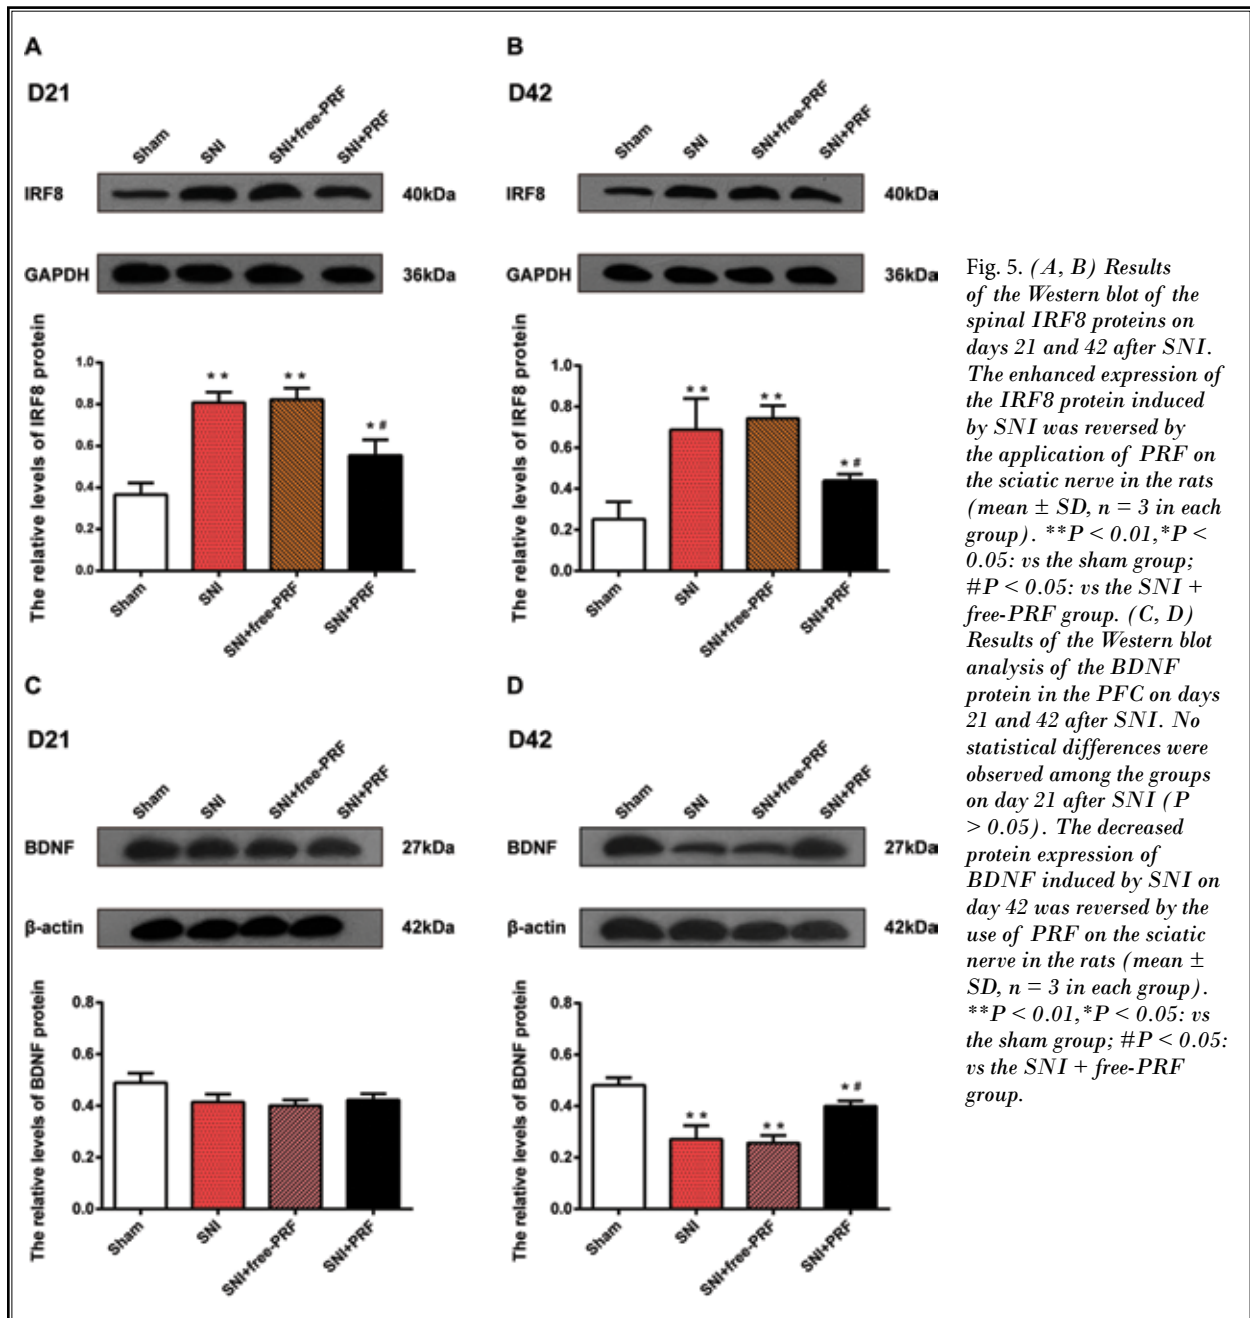 A
D21
Sham
SNI
SNI+free-PRF
SNI+PRF
IRF8
40kDa
GAPDH
36kDa
The relative levels of IRF8 protein
1.0
0.8
0.6
0.4
0.2
0.0
**
**
*#
Sham
SNI
SNI+free-PRF
SNI+PRF
B
D42
Sham
SNI
SNI+free-PRF
SNI+PRF
IRF8
40kDa
GAPDH
36kDa
The relative levels of IRF8 protein
1.0
0.8
0.6
0.4
0.2
0.0
**
**
*#
Sham
SNI
SNI+free-PRF
SNI+PRF
C
D21
Sham
SNI
SNI+free-PRF
SNI+PRF
BDNF
27kDa
β-actin
42kDa
The relative levels of BDNF protein
0.8
0.6
0.4
0.2
0.0
Sham
SNI
SNI+free-PRF
SNI+PRF
D
D42
Sham
SNI
SNI+free-PRF
SNI+PRF
BDNF
27kDa
β-actin
42kDa
The relative levels of BDNF protein
0.8
0.6
0.4
0.2
0.0
**
**
*#
Sham
SNI
SNI+free-PRF
SNI+PRF
Fig. 5. (A, B) Results
of the Western blot of the
spinal IRF8 proteins on
days 21 and 42 after SNI.
The enhanced expression of
the IRF8 protein induced
by SNI was reversed by
the application of PRF on
the sciatic nerve in the rats
(mean ± SD, n = 3 in each
group). **P < 0.01,*P <
0.05: vs the sham group;
#P < 0.05: vs the SNI +
free-PRF group. (C, D)
Results of the Western blot
analysis of the BDNF
protein in the PFC on days
21 and 42 after SNI. No
statistical differences were
observed among the groups
on day 21 after SNI (P
> 0.05). The decreased
protein expression of
BDNF induced by SNI on
day 42 was reversed by the
use of PRF on the sciatic
nerve in the rats (mean ±
SD, n = 3 in each group).
**P < 0.01,*P < 0.05: vs
the sham group; #P < 0.05:
vs the SNI + free-PRF
group.